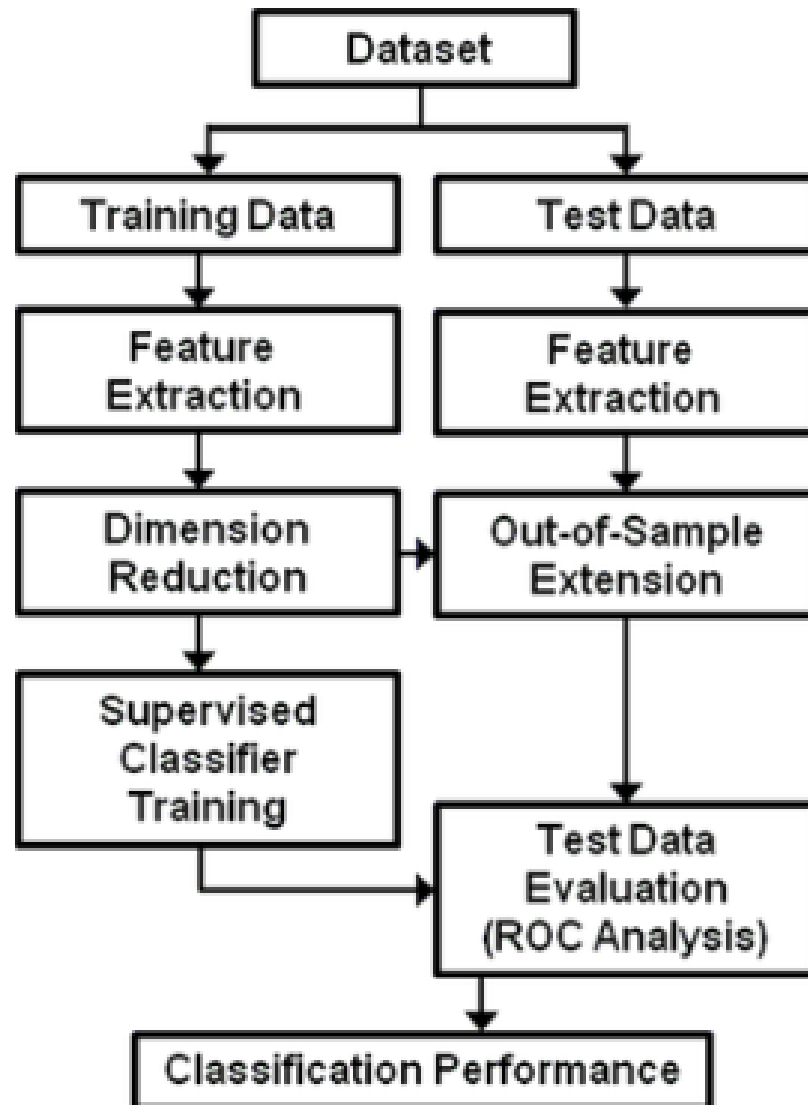 Dataset
Training Data
Test Data
Feature
Extraction
Feature
Extraction
Dimension
Reduction
Out-of-Sample
Extension
Supervised
Classifier
Training
Test Data
Evaluation
(ROC Analysis)
Classification Performance